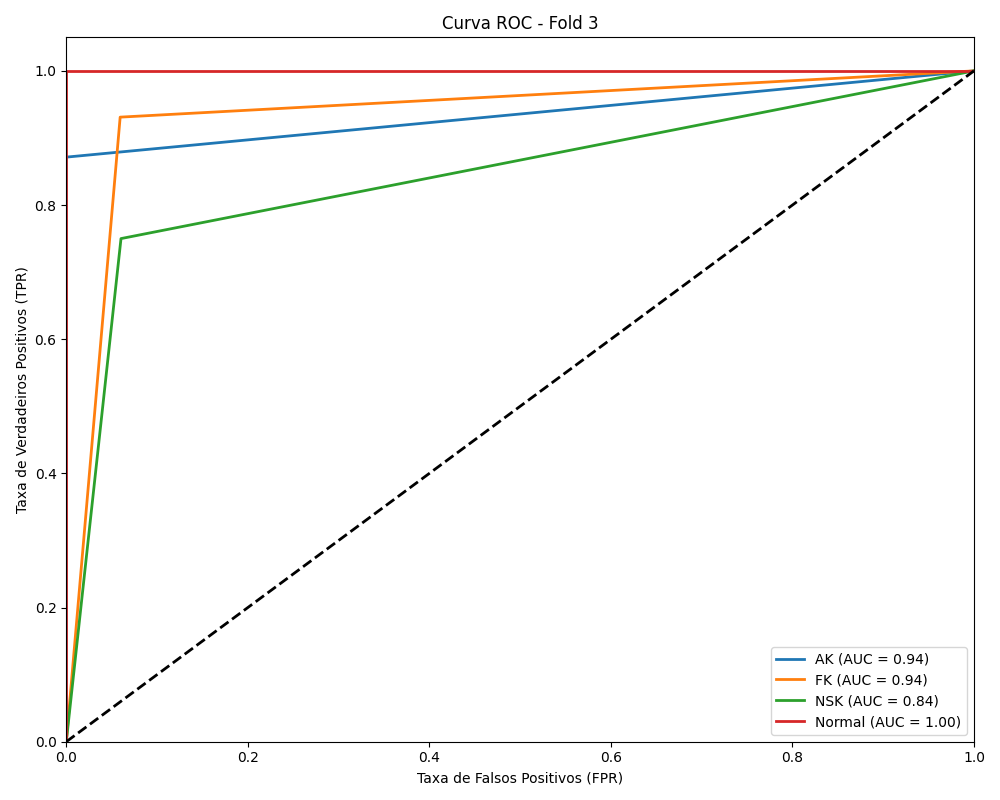 Curva ROC - Fold 3
Taxa de Verdadeiros Positivos (TPR)
1.0
0.8
0.6
0.4
0.2
0.0
0.0 0.2 0.4 0.6 0.8 1.0
Taxa de Falsos Positivos (FPR)
AK (AUC = 0.94)
FK (AUC = 0.94)
NSK (AUC = 0.84)
Normal (AUC = 1.00)